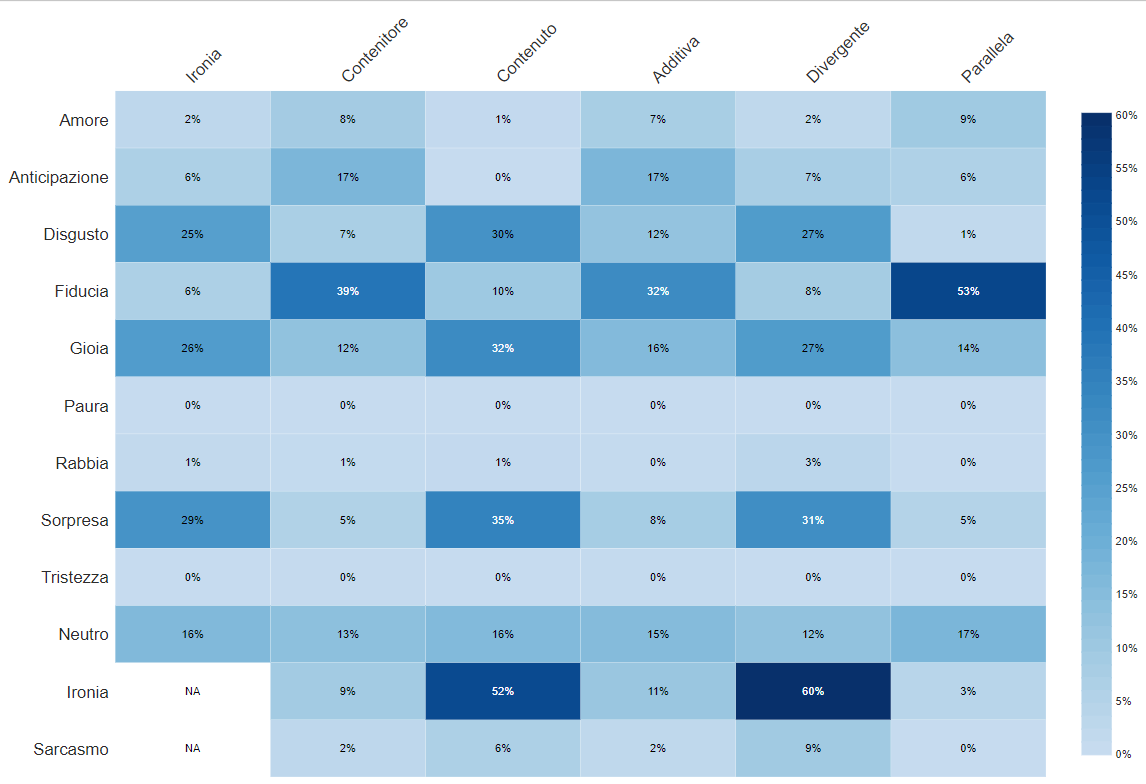 Ironia Contenitore Contenuto Additiva Divergente Parallela
Amore 2% 8% 1% 7% 2% 9%
Anticipazione 6% 17% 0% 17% 7% 6%
Disgusto 25% 7% 30% 12% 27% 1%
Fiducia 6% 39% 10% 32% 8% 53%
Gioia 26% 12% 32% 16% 27% 14%
Paura 0% 0% 0% 0% 0% 0%
Rabbia 1% 1% 1% 0% 3% 0%
Sorpresa 29% 5% 35% 8% 31% 5%
Tristezza 0% 0% 0% 0% 0% 0%
Neutro 16% 13% 16% 15% 12% 17%
Ironia NA 9% 52% 11% 60% 3%
Sarcasmo NA 2% 6% 2% 9% 0%
60%
55%
50%
45%
40%
35%
30%
25%
20%
15%
10%
5%
0%